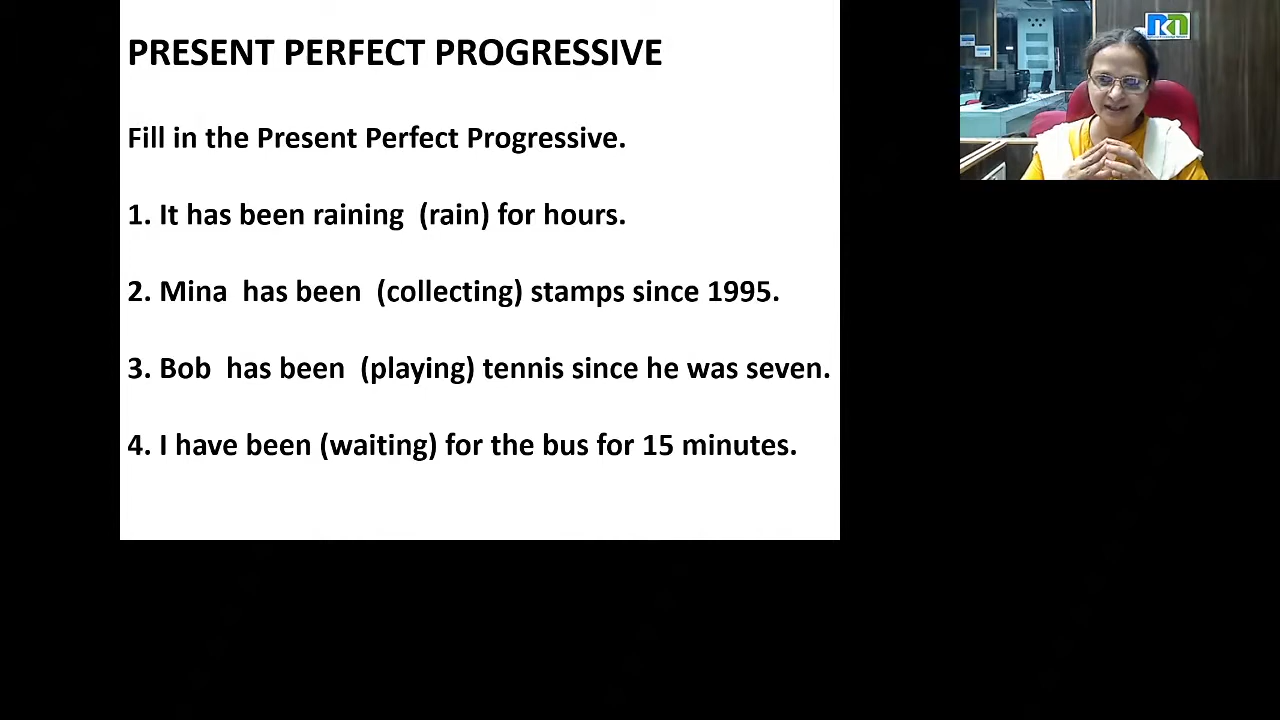 PRESENT PERFECT PROGRESSIVE
Fill in the Present Perfect Progressive.
1. It has been raining (rain) for hours.
2. Mina has been (collecting) stamps since 1995.
3. Bob has been (playing) tennis since he was seven.
4. I have been (waiting) for the bus for 15 minutes.